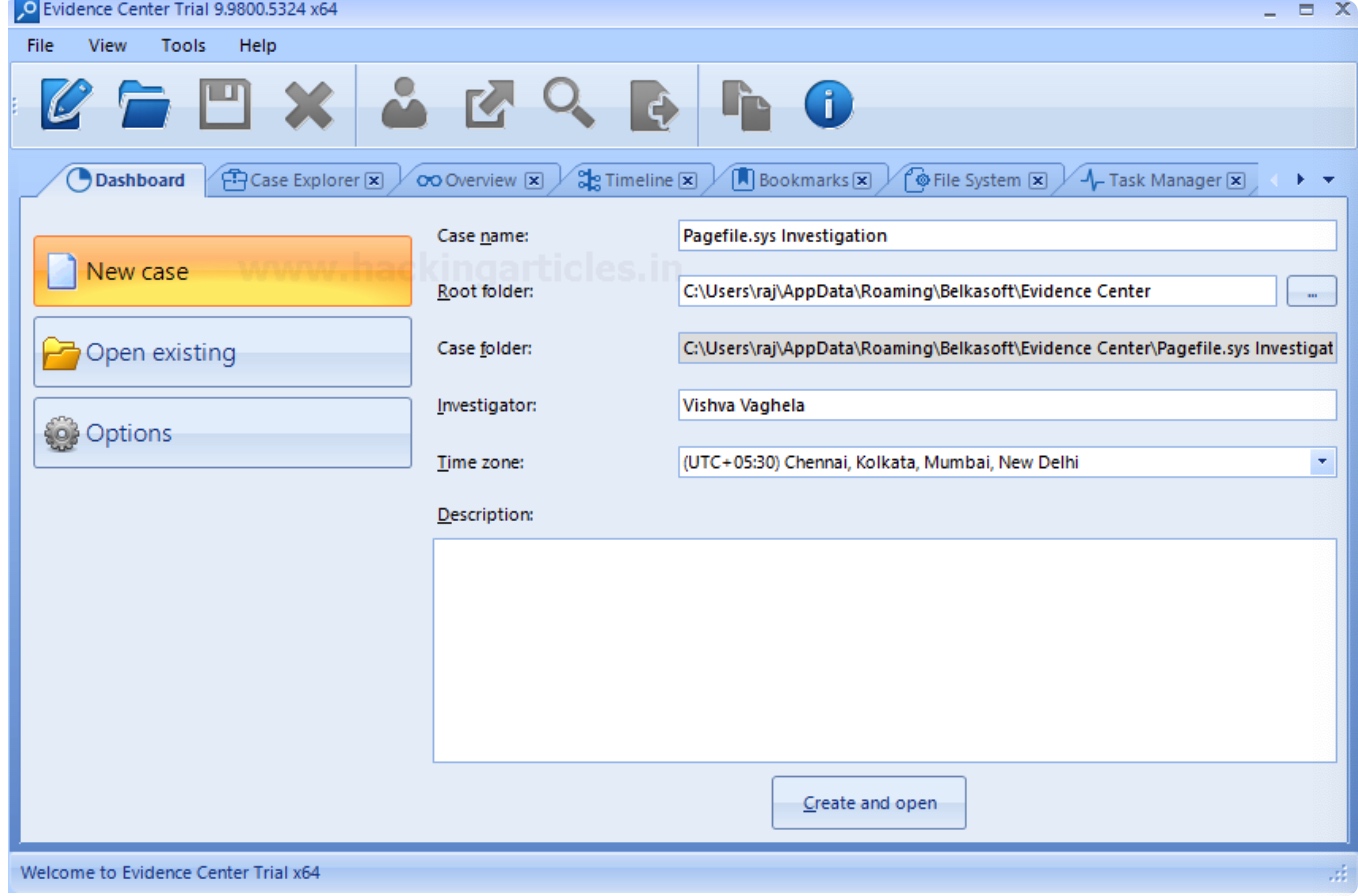 Evidence Center Trial 9.9800.5324 x64
File View Tools Help
Dashboard Case Explorer Overview Timeline Bookmarks File System Task Manager
New case
Open existing
Options
www.hackingarticles.in
Case name: Pagefile.sys Investigation
Root folder: C:\Users\raj\AppData\Roaming\Belkasoft\Evidence Center ...
Case folder: C:\Users\raj\AppData\Roaming\Belkasoft\Evidence Center\Pagefile.sys Investigat
Investigator: Vishva Vaghela
Time zone: (UTC+05:30) Chennai, Kolkata, Mumbai, New Delhi
Description:
Create and open
Welcome to Evidence Center Trial x64